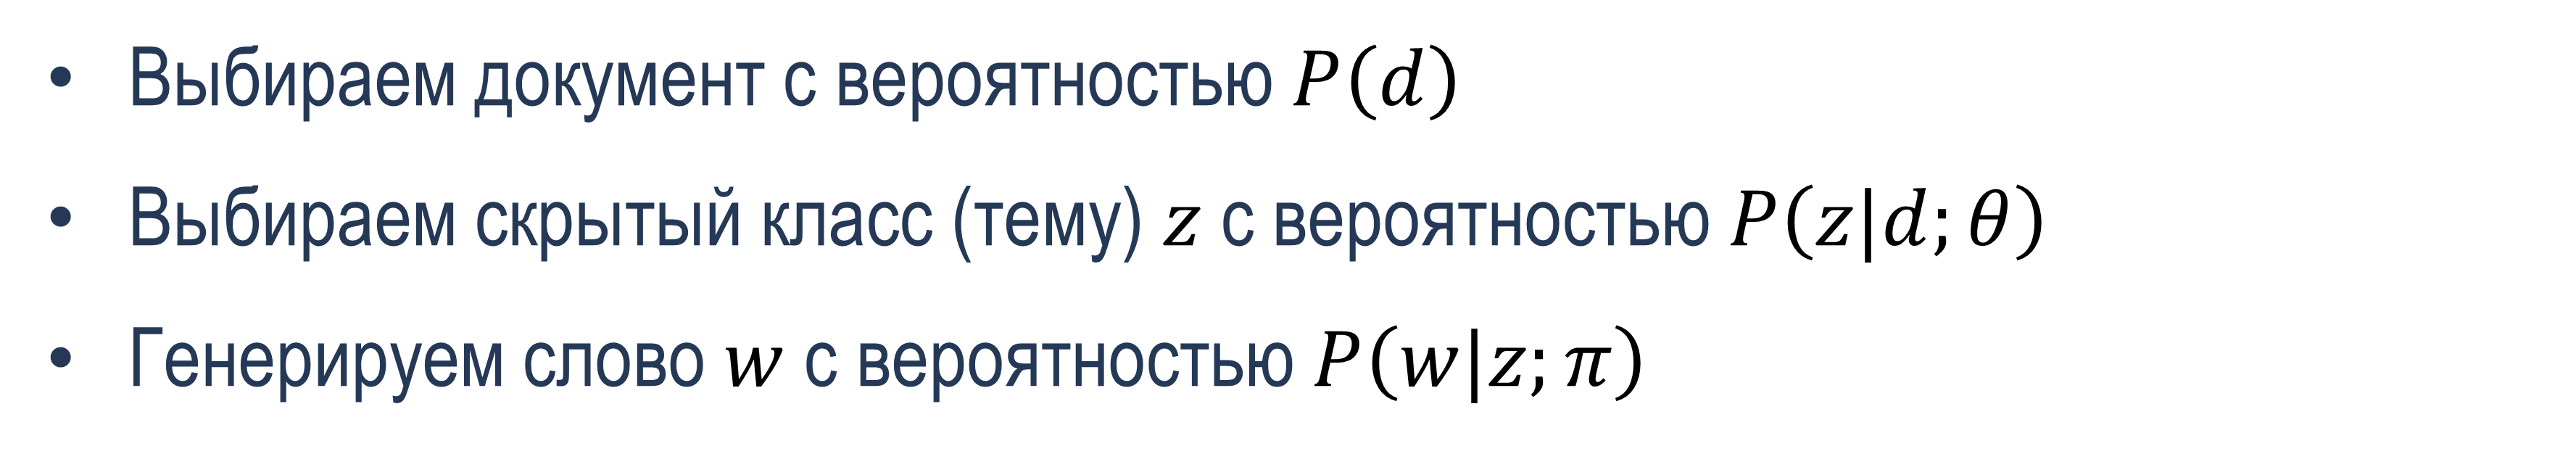 • Выбираем документ с вероятностью P(d)
• Выбираем скрытый класс (тему) z с вероятностью P(z|d; θ)
• Генерируем слово w с вероятностью P(w|z; π)